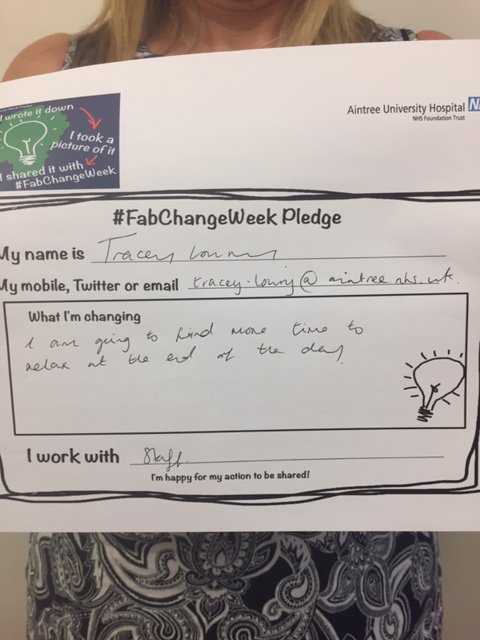 I wrote it down
I took a
picture of it
I shared it with
#FabChangeWeek
Aintree University Hospital
NHS Foundation Trust
#FabChangeWeek Pledge
My name is Tracey Lowry
My mobile, Twitter or email tracey.lowry@aintree.nhs.uk
What I'm changing
I am going to find more time to
relax at the end of the day
I work with Staff
I'm happy for my action to be shared!